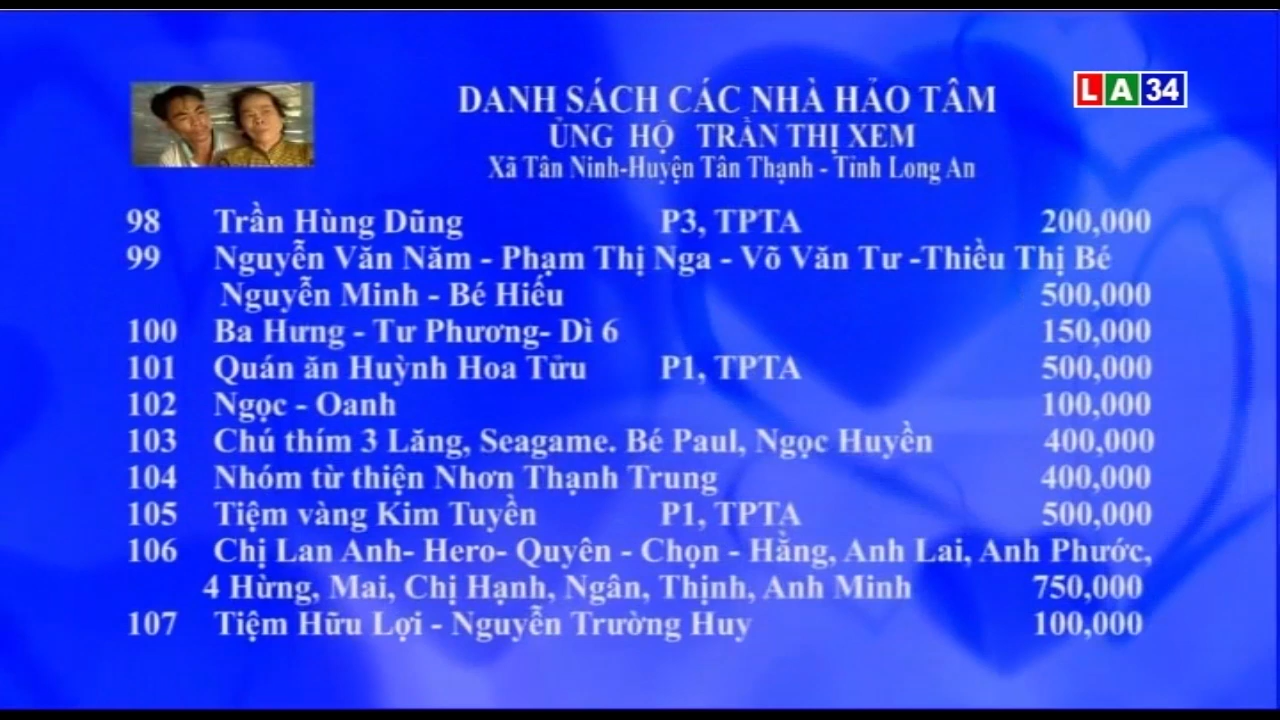 LA34
DANH SÁCH CÁC NHÀ HẢO TÂM
ỦNG HỘ TRẦN THỊ XEM
Xã Tân Ninh-Huyện Tân Thạnh - Tỉnh Long An
98 Trần Hùng Dũng P3, TPTA 200,000
99 Nguyễn Văn Năm - Phạm Thị Nga - Võ Văn Tư -Thiều Thị Bé
Nguyễn Minh - Bé Hiếu 500,000
100 Ba Hưng - Tư Phương- Dì 6 150,000
101 Quán ăn Huỳnh Hoa Tửu P1, TPTA 500,000
102 Ngọc - Oanh 100,000
103 Chú thím 3 Lăng, Seagame. Bé Paul, Ngọc Huyền 400,000
104 Nhóm từ thiện Nhơn Thạnh Trung 400,000
105 Tiệm vàng Kim Tuyền P1, TPTA 500,000
106 Chị Lan Anh- Hero- Quyên - Chọn - Hằng, Anh Lai, Anh Phước,
4 Hừng, Mai, Chị Hạnh, Ngân, Thịnh, Anh Minh 750,000
107 Tiệm Hữu Lợi - Nguyễn Trường Huy 100,000